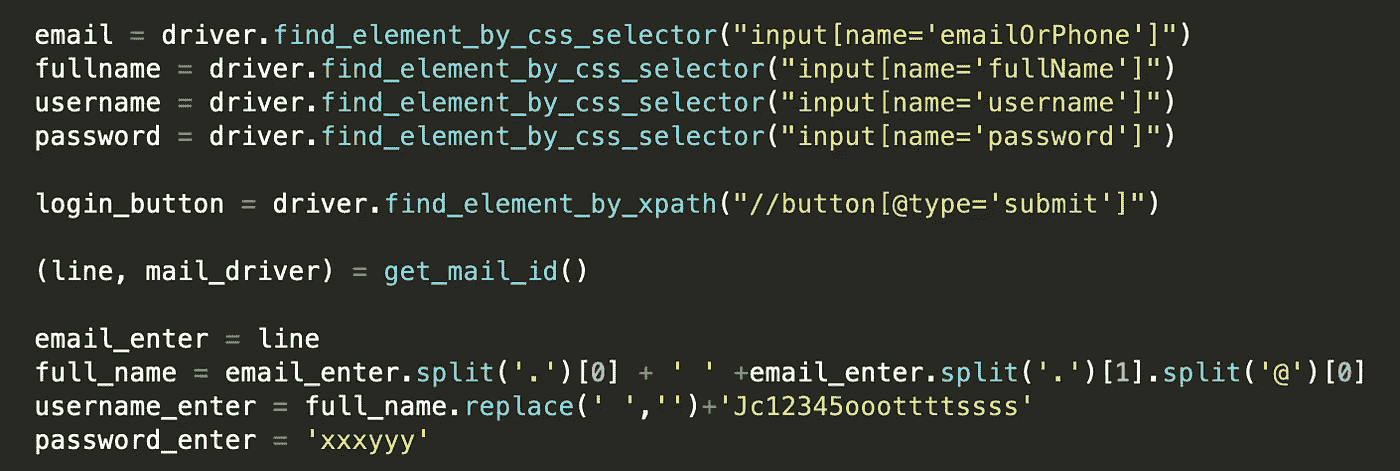 email = driver.find_element_by_css_selector("input[name='emailOrPhone']")
fullname = driver.find_element_by_css_selector("input[name='fullName']")
username = driver.find_element_by_css_selector("input[name='username']")
password = driver.find_element_by_css_selector("input[name='password']")
login_button = driver.find_element_by_xpath("//button[@type='submit']")
(line, mail_driver) = get_mail_id()
email_enter = line
full_name = email_enter.split('.')[0] + ' ' +email_enter.split('.')[1].split('@')[0]
username_enter = full_name.replace(' ','')+'Jc12345ooottttssss'
password_enter = 'xxxyyy'